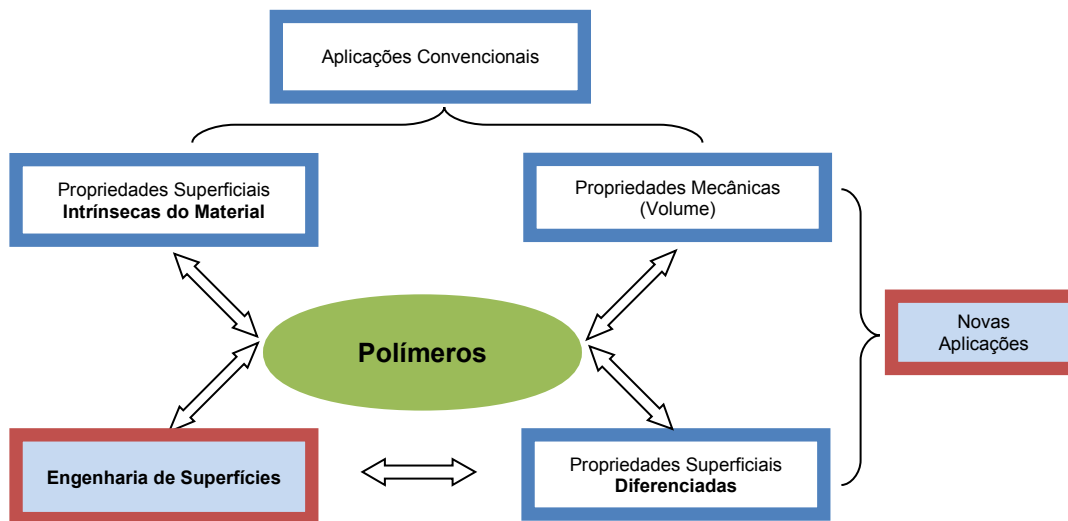 Aplicações Convencionais
Propriedades Superficiais
Intrínsecas do Material
Propriedades Mecânicas
(Volume)
Polímeros
Novas
Aplicações
Engenharia de Superfícies
Propriedades Superficiais
Diferenciadas